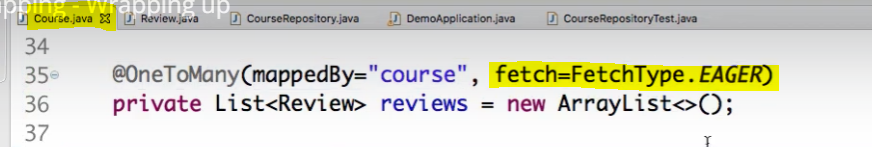 pping - Wrapping up
Course.java Review.java CourseRepository.java DemoApplication.java CourseRepositoryTest.java
34
35 @OneToMany(mappedBy="course", fetch=FetchType.EAGER)
36 private List<Review> reviews = new ArrayList<>();
37